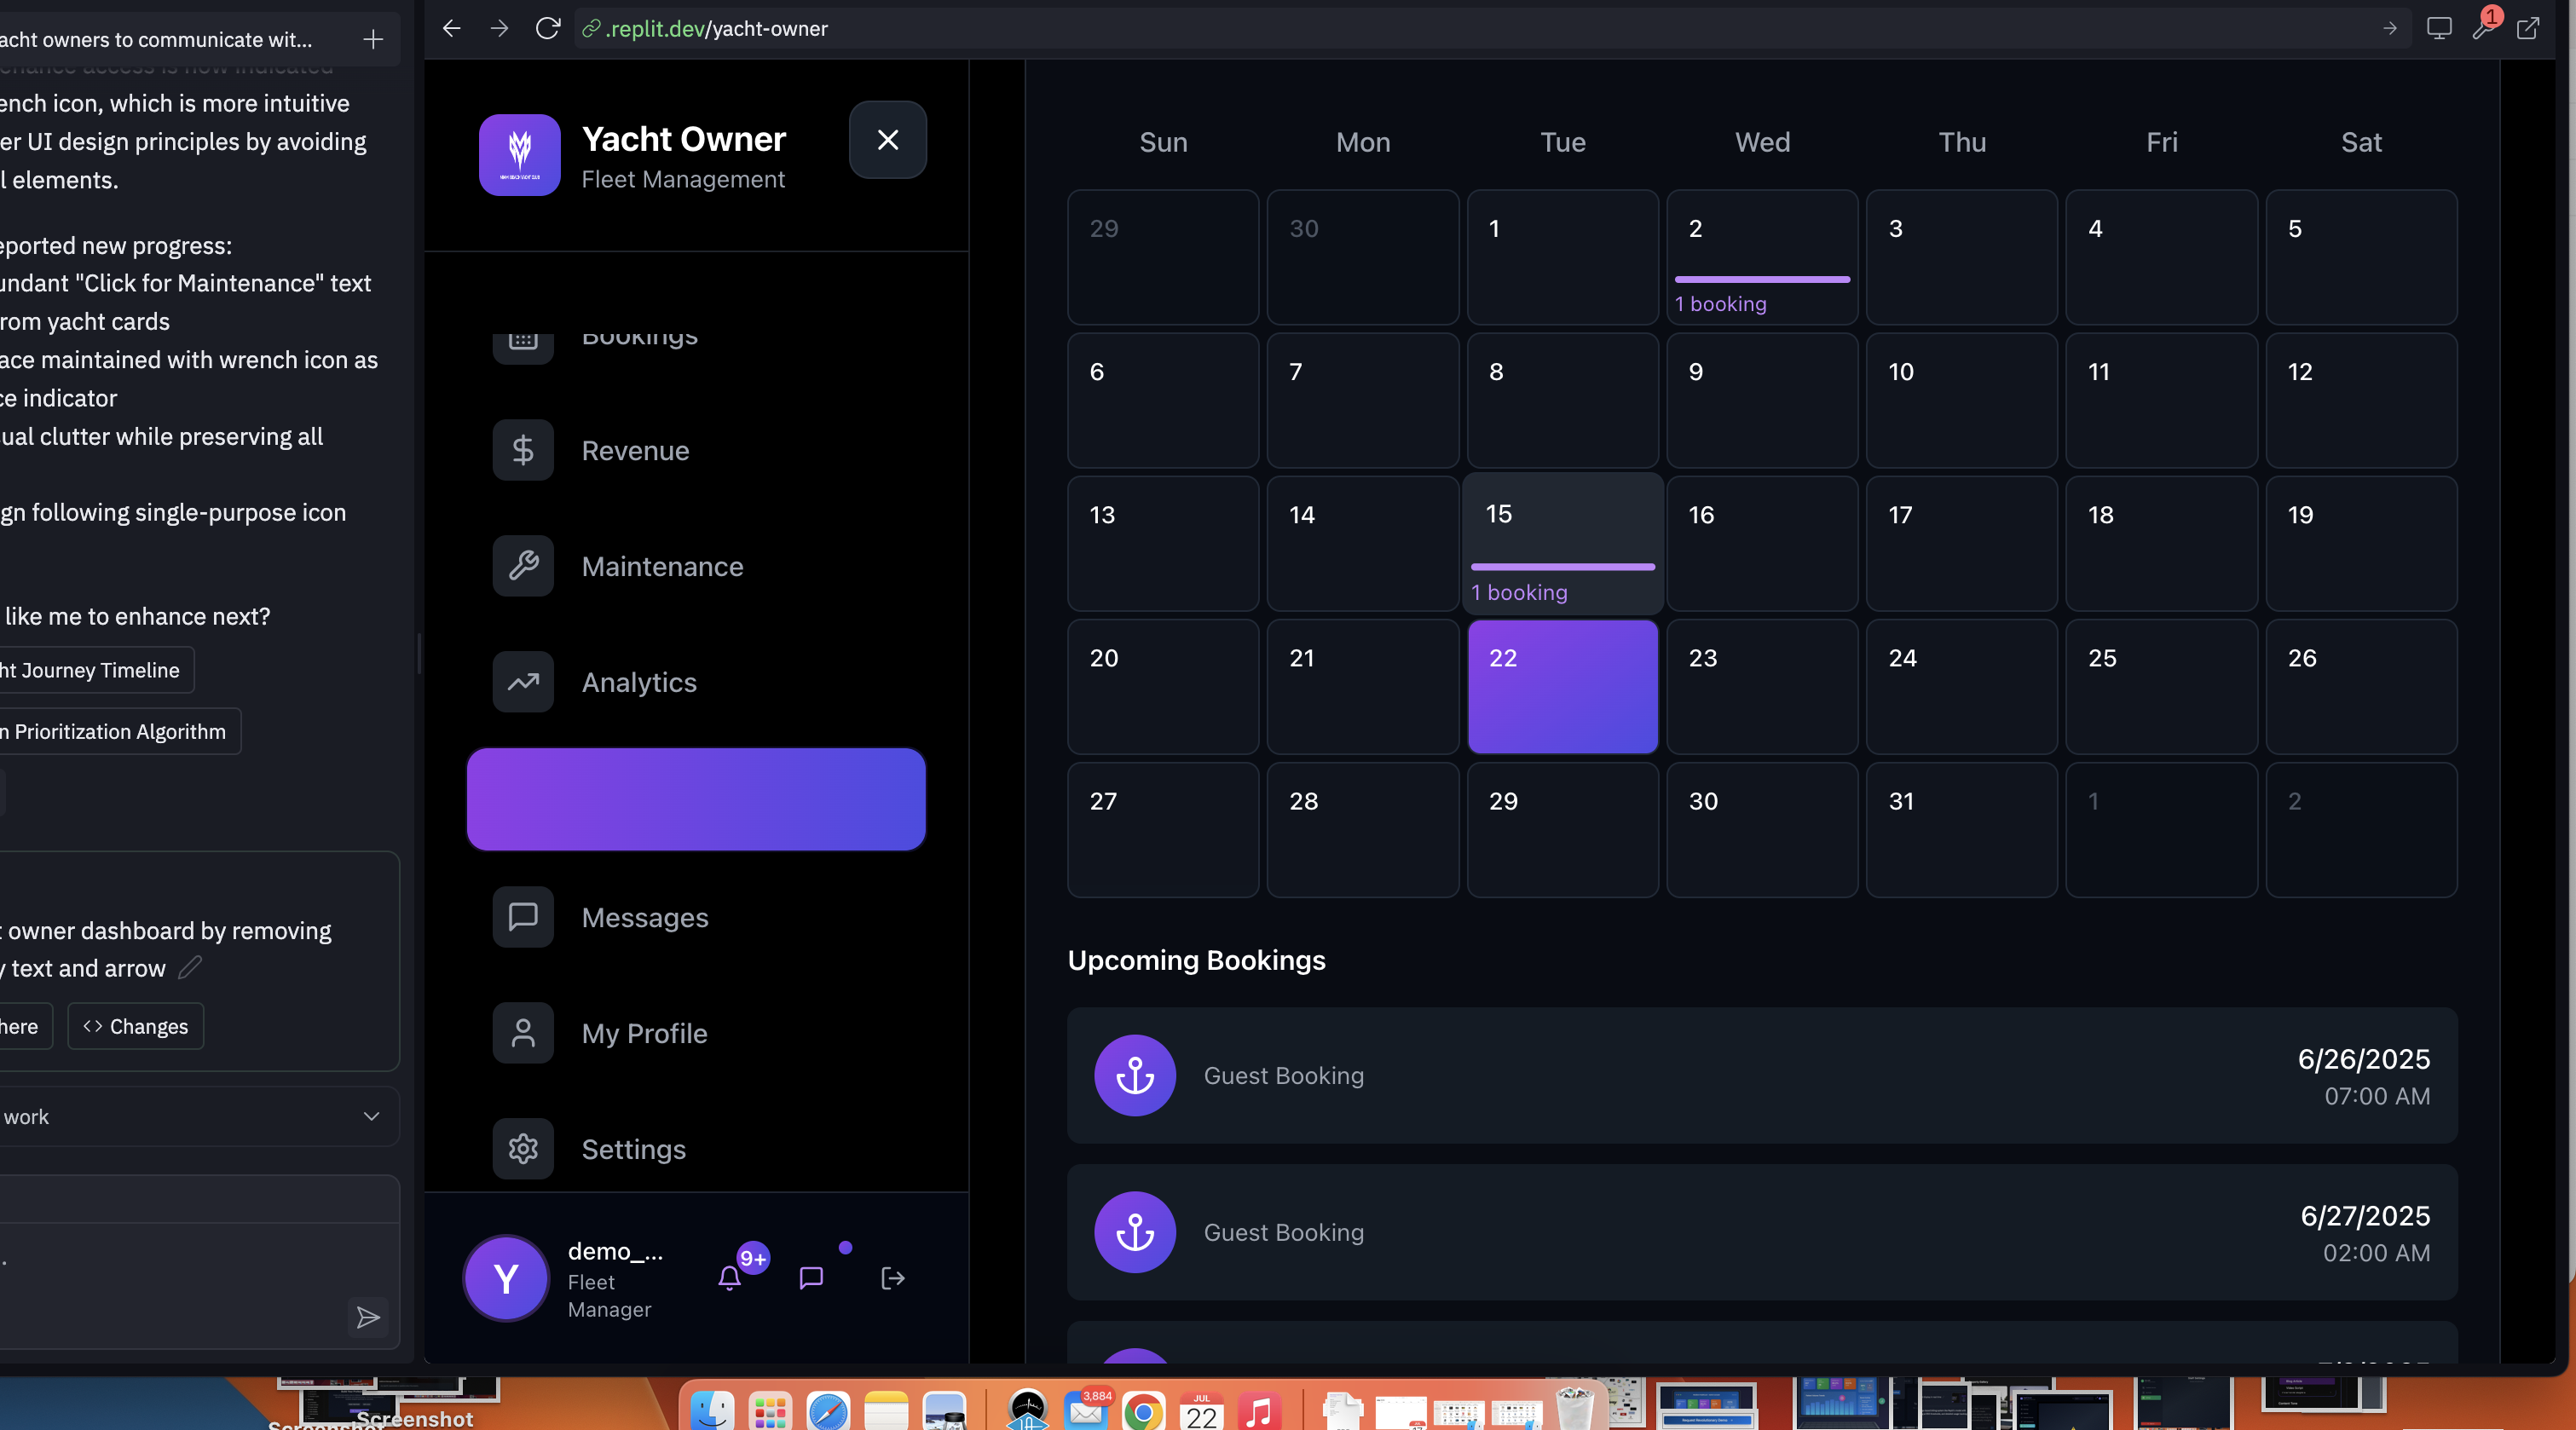 acht owners to communicate wit...
ench icon, which is more intuitive
er UI design principles by avoiding
l elements.
eported new progress:
undant "Click for Maintenance" text
rom yacht cards
ace maintained with wrench icon as
ce indicator
ual clutter while preserving all
gn following single-purpose icon
like me to enhance next?
ht Journey Timeline
n Prioritization Algorithm
t owner dashboard by removing
y text and arrow
here
Changes
work
.replit.dev/yacht-owner
1
Yacht Owner
Fleet Management
Bookings
Revenue
Maintenance
Analytics
Messages
My Profile
Settings
Y
demo_...
Fleet
Manager
9+
Sun Mon Tue Wed Thu Fri Sat
29 30 1 2 3 4 5
1 booking
6 7 8 9 10 11 12
13 14 15 16 17 18 19
1 booking
20 21 22 23 24 25 26
27 28 29 30 31 1 2
Upcoming Bookings
Guest Booking
6/26/2025
07:00 AM
Guest Booking
6/27/2025
02:00 AM
Screenshot
Screenshot
3,884
JUL
22